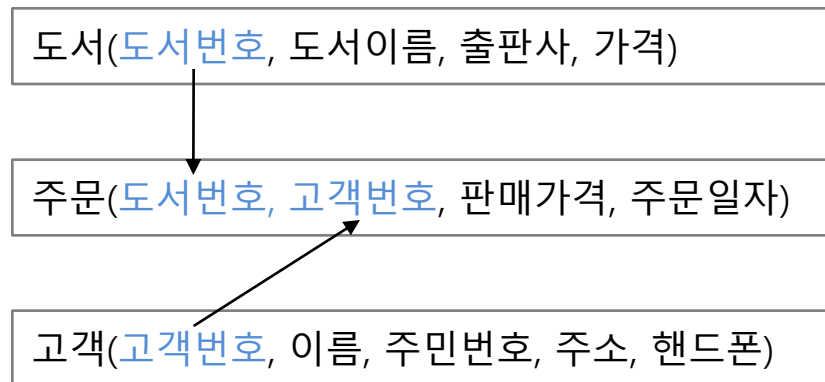 도서(도서번호, 도서이름, 출판사, 가격)
주문(도서번호, 고객번호, 판매가격, 주문일자)
고객(고객번호, 이름, 주민번호, 주소, 핸드폰)